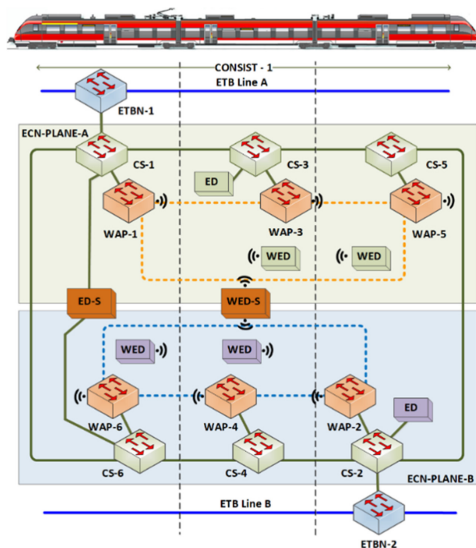 CONSIST - 1
ETB Line A
ETBN-1
ECN-PLANE-A
CS-1
CS-3
CS-5
ED
WAP-1
WAP-3
WAP-5
WED
WED
ED-S
WED-S
WED
WED
ED
WAP-6
WAP-4
WAP-2
CS-6
CS-4
CS-2
ECN-PLANE-B
ETB Line B
ETBN-2